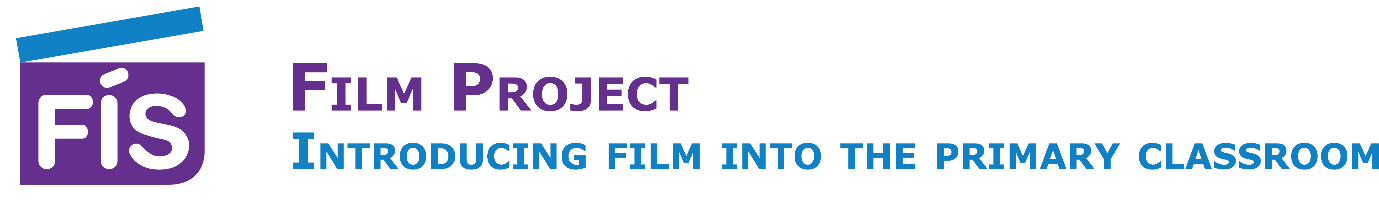 FÍS
FILM PROJECT
INTRODUCING FILM INTO THE PRIMARY CLASSROOM